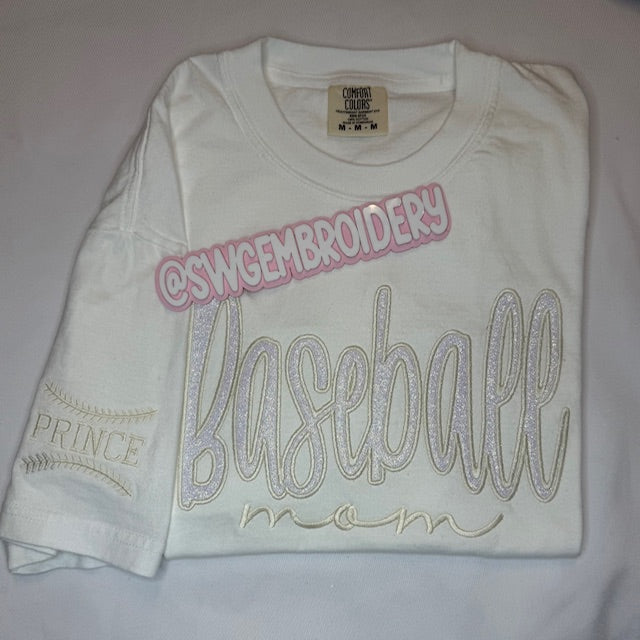 COMFORT
COLORS
M - M - M
@SWGEMBROIDERY
Baseball
mom
PRINCE